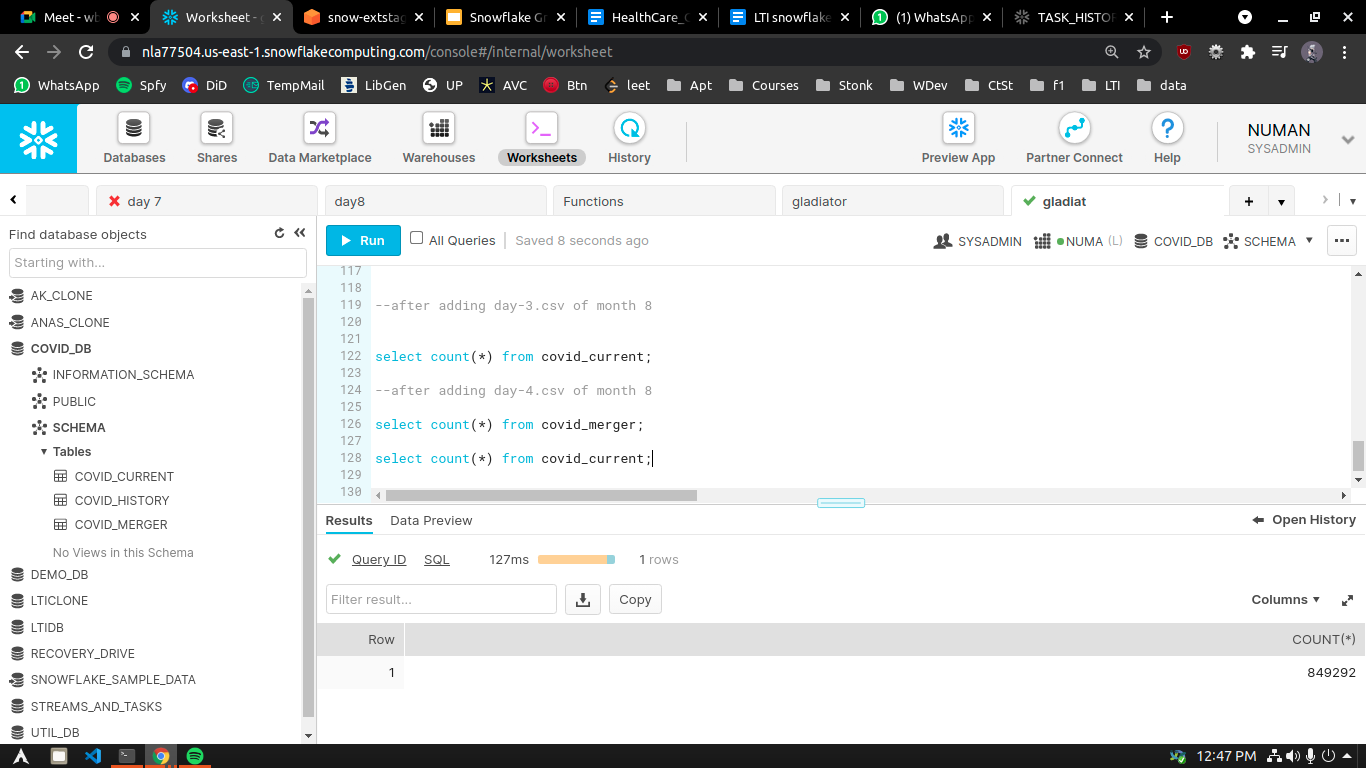 Meet - wb
Worksheet - g
snow-extstag
Snowflake Gr
HealthCare_C
LTI snowflake
(1) WhatsApp
TASK_HISTOR
nla77504.us-east-1.snowflakecomputing.com/console#/internal/worksheet
WhatsApp
Spfy
DiD
TempMail
LibGen
UP
AVC
Btn
leet
Apt
Courses
Stonk
WDev
CtSt
f1
LTI
data
Databases
Shares
Data Marketplace
Warehouses
Worksheets
History
Preview App
Partner Connect
Help
NUMAN
SYSADMIN
day 7
day8
Functions
gladiator
gladiat
Find database objects
Starting with...
AK_CLONE
ANAS_CLONE
COVID_DB
INFORMATION_SCHEMA
PUBLIC
SCHEMA
Tables
COVID_CURRENT
COVID_HISTORY
COVID_MERGER
No Views in this Schema
DEMO_DB
LTICLONE
LTIDB
RECOVERY_DRIVE
SNOWFLAKE_SAMPLE_DATA
STREAMS_AND_TASKS
UTIL_DB
Run
All Queries
Saved 8 seconds ago
SYSADMIN
NUMA (L)
COVID_DB
SCHEMA
117
118
119 --after adding day-3.csv of month 8
120
121
122 select count(*) from covid_current;
123
124 --after adding day-4.csv of month 8
125
126 select count(*) from covid_merger;
127
128 select count(*) from covid_current;
129
130
Results
Data Preview
Open History
Query ID
SQL
127ms
1 rows
Filter result...
Copy
Columns
Row COUNT(*)
1 849292
12:47 PM